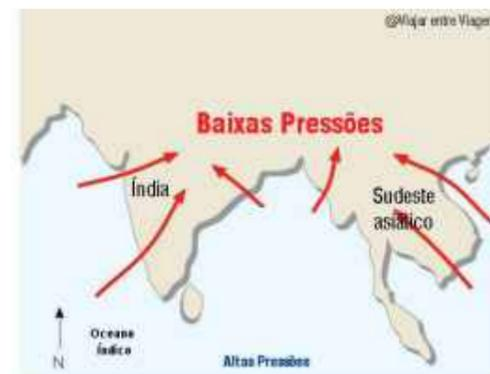 @Viajar entre Viagens
Baixas Pressões
Índia
Sudeste
asiático
Oceano
Índico
N
Altas Pressões